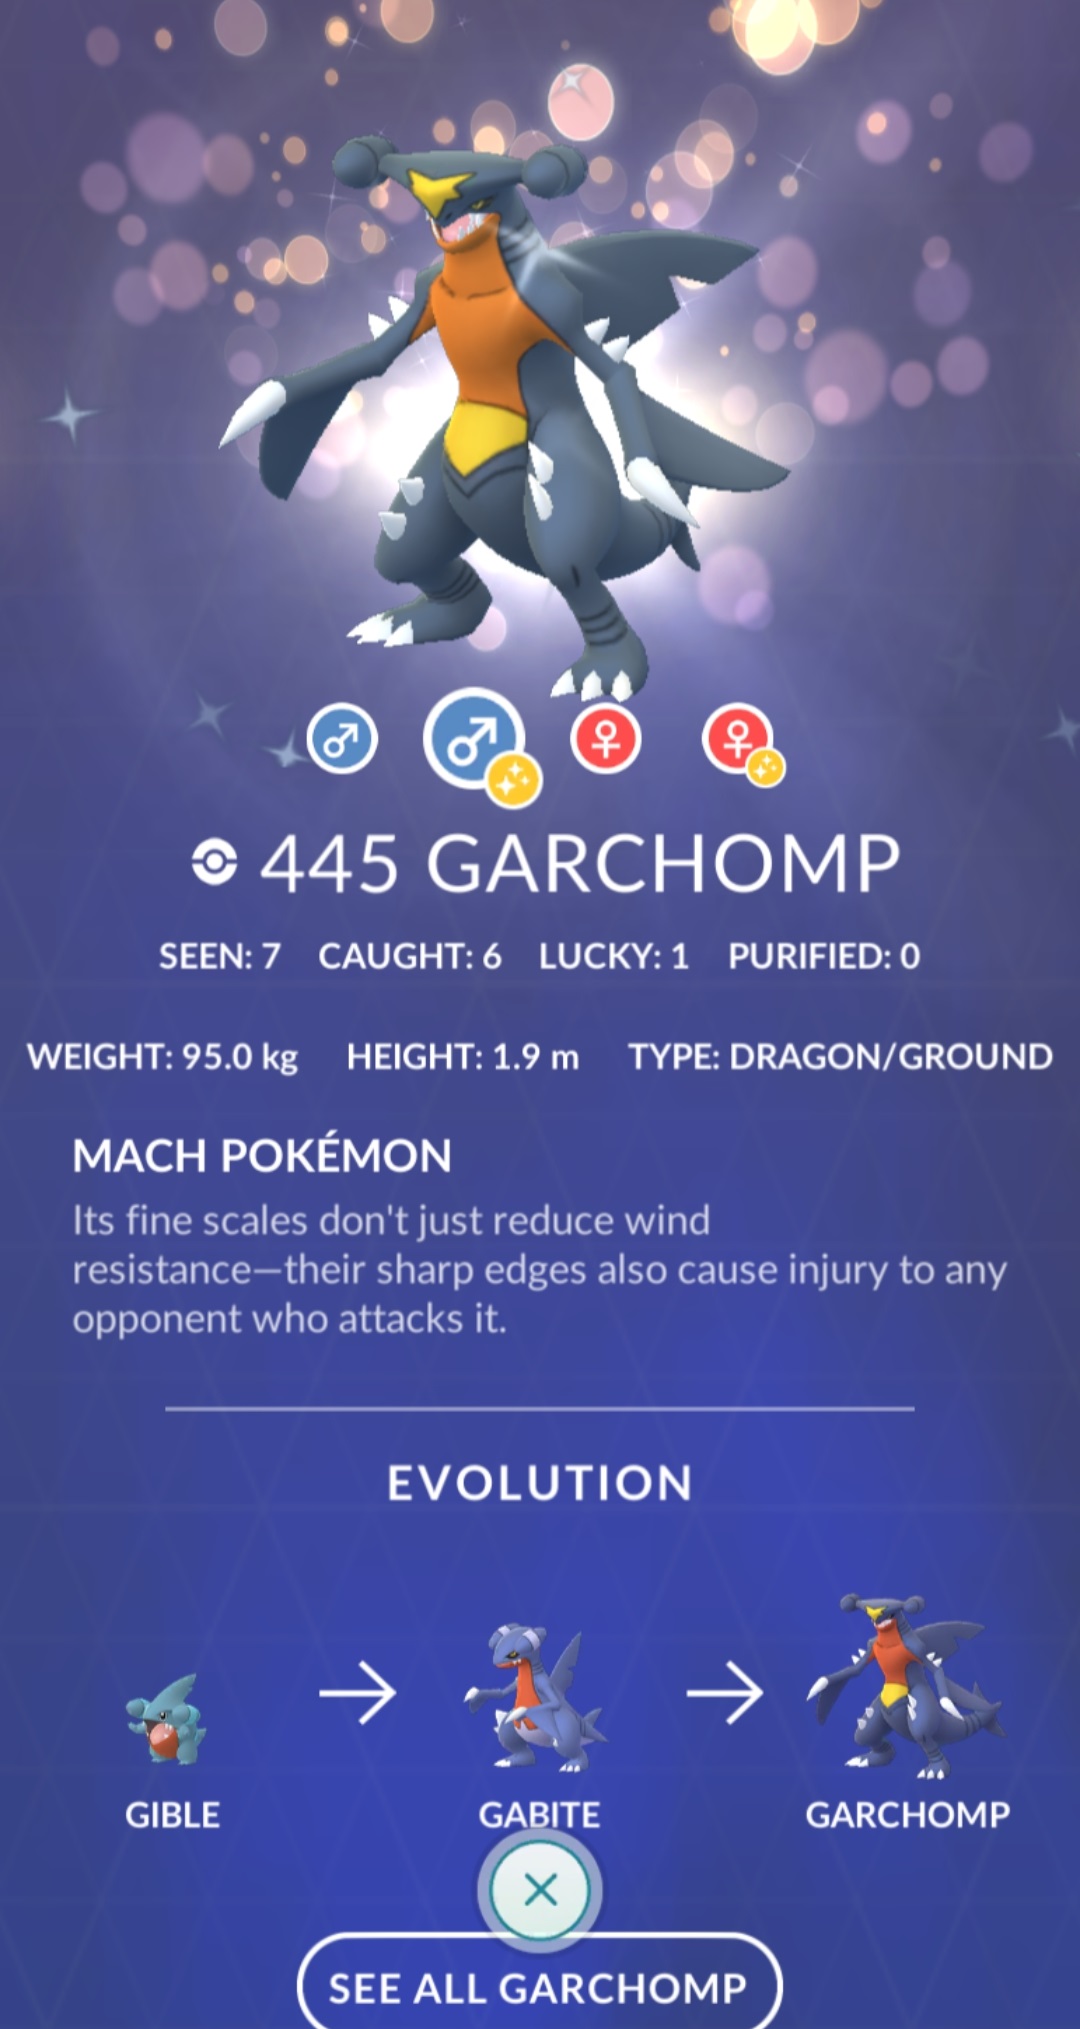 445 GARCHOMP
SEEN: 7 CAUGHT: 6 LUCKY: 1 PURIFIED: 0
WEIGHT: 95.0 kg HEIGHT: 1.9 m TYPE: DRAGON/GROUND
MACH POKÉMON
Its fine scales don't just reduce wind
resistance—their sharp edges also cause injury to any
opponent who attacks it.
EVOLUTION
GIBLE GABITE GARCHOMP
SEE ALL GARCHOMP